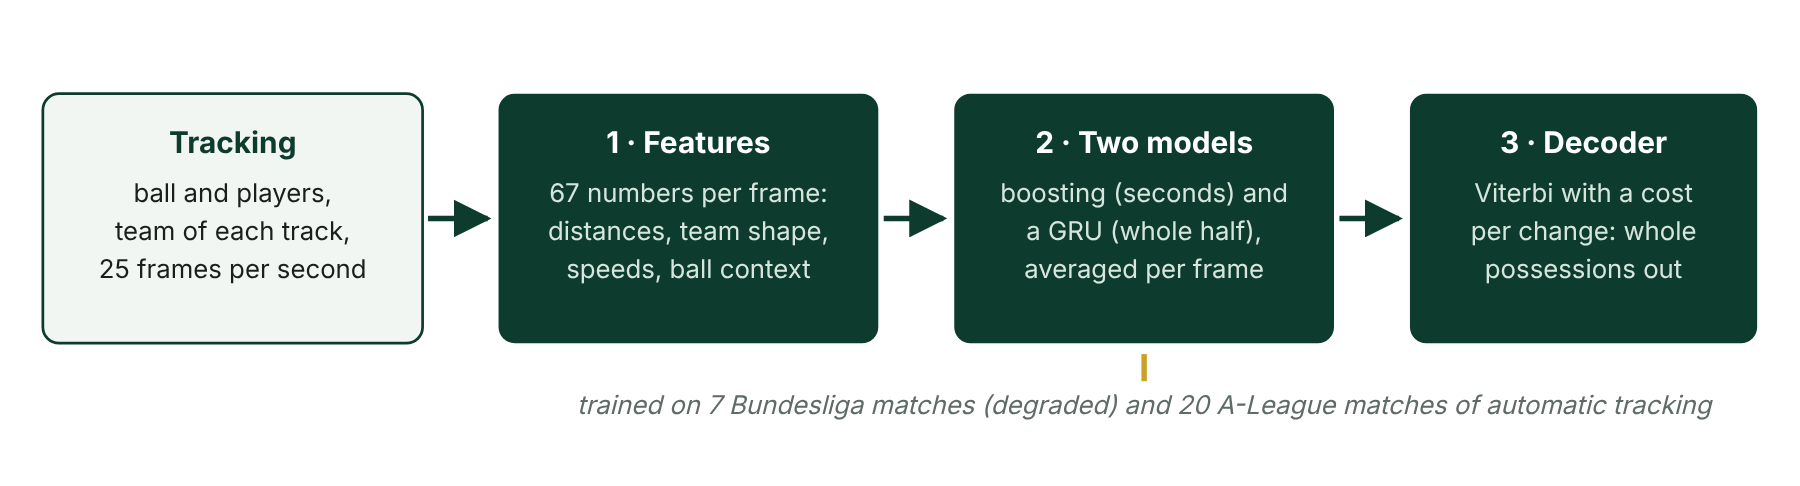 Tracking
ball and players,
team of each track,
25 frames per second
1 · Features
67 numbers per frame:
distances, team shape,
speeds, ball context
2 · Two models
boosting (seconds) and
a GRU (whole half),
averaged per frame
3 · Decoder
Viterbi with a cost
per change: whole
possessions out
trained on 7 Bundesliga matches (degraded) and 20 A-League matches of automatic tracking